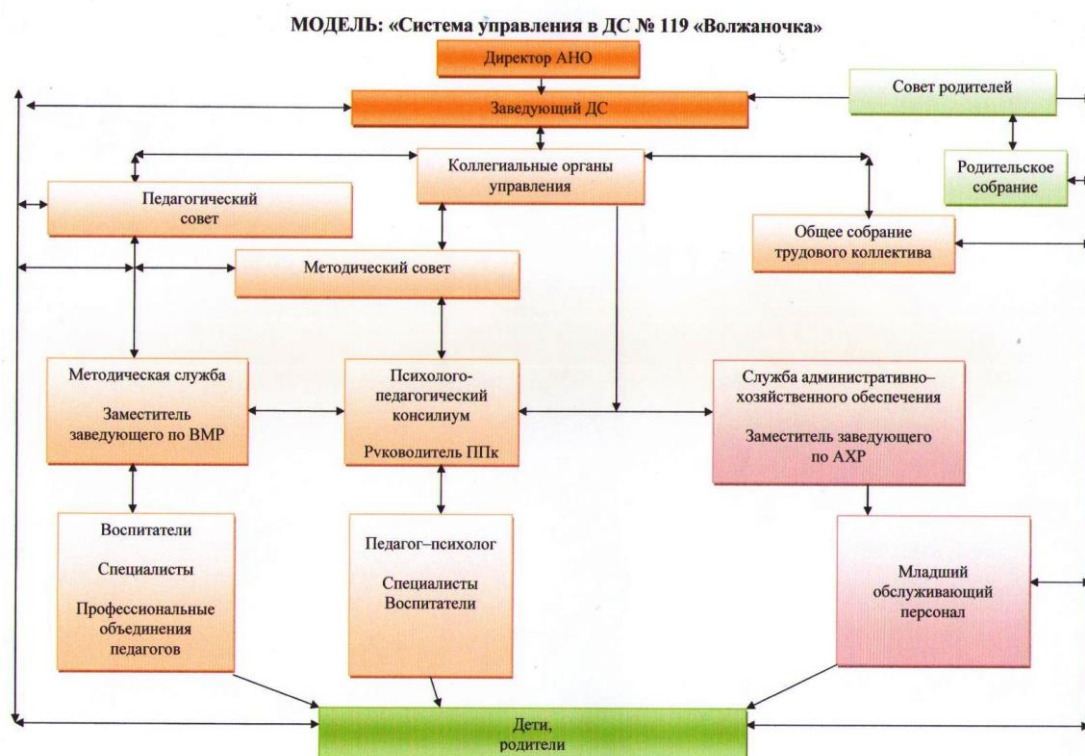 МОДЕЛЬ: «Система управления в ДС № 119 «Волжаночка»
Директор АНО
Заведующий ДС
Совет родителей
Коллегиальные органы
управления
Родительское
собрание
Педагогический
совет
Общее собрание
трудового коллектива
Методический совет
Методическая служба
Заместитель
заведующего по ВМР
Психолого-
педагогический
консилиум
Руководитель ППк
Служба административно–
хозяйственного обеспечения
Заместитель заведующего
по АХР
Воспитатели
Специалисты
Профессиональные
объединения
педагогов
Педагог–психолог
Специалисты
Воспитатели
Младший
обслуживающий
персонал
Дети,
родители